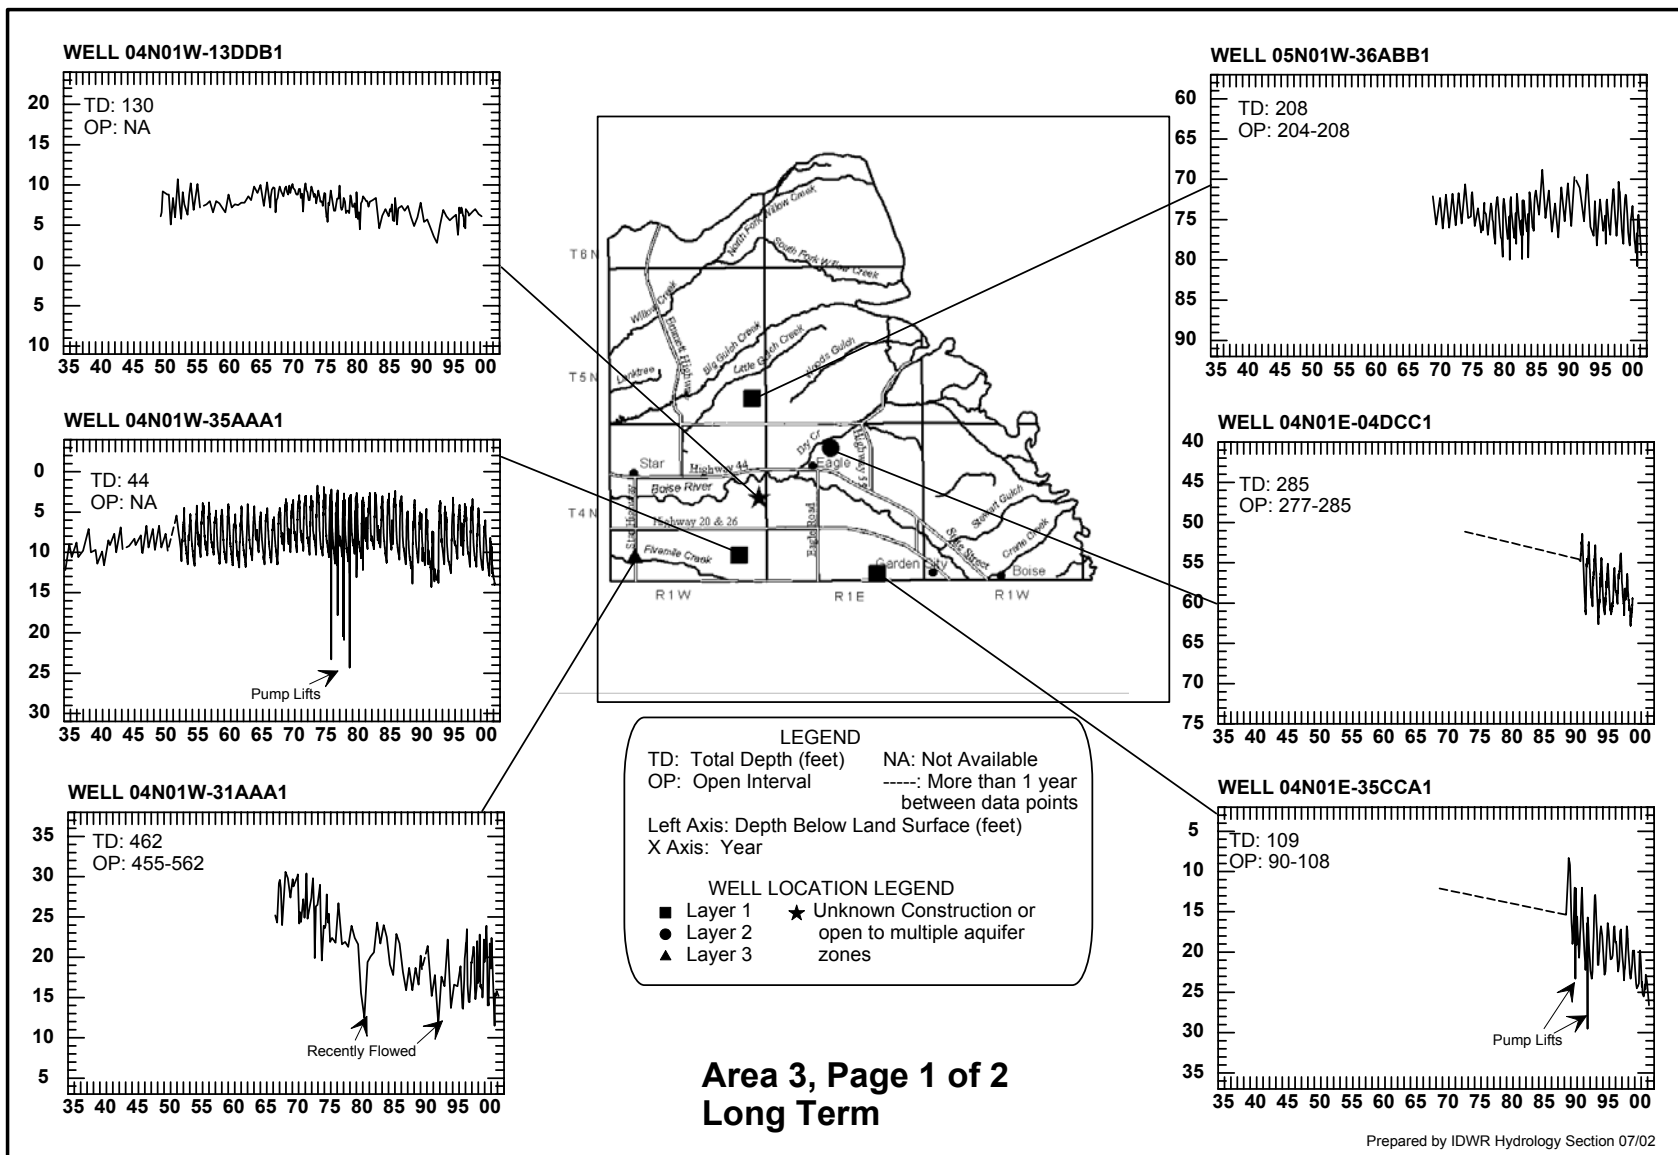 WELL 04N01W-13DDB1
20
15
10
5
0
5
10
TD: 130
OP: NA
35 40 45 50 55 60 65 70 75 80 85 90 95 00
WELL 04N01W-35AAA1
0
5
10
15
20
25
30
TD: 44
OP: NA
Pump Lifts
35 40 45 50 55 60 65 70 75 80 85 90 95 00
WELL 04N01W-31AAA1
35
30
25
20
15
10
5
TD: 462
OP: 455-562
Recently Flowed
35 40 45 50 55 60 65 70 75 80 85 90 95 00
T6N
T5N
T4N
North Fork Willow Creek
South Fork Willow Creek
Willow Creek
Emmett Highway
Big Gulch Creek
Little Gulch Creek
Woods Gulch
Lanktree
Dry Cr
Highway 55
Star
Highway 44
Eagle
Boise River
Star Highway
Highway 20 & 26
Eagle Road
Fivemile Creek
State Street
Stewart Gulch
Crane Creek
Garden City
Boise
R1W
R1E
R1W
LEGEND
TD: Total Depth (feet) NA: Not Available
OP: Open Interval -----: More than 1 year
between data points
Left Axis: Depth Below Land Surface (feet)
X Axis: Year
WELL LOCATION LEGEND
Layer 1 Unknown Construction or
Layer 2 open to multiple aquifer
Layer 3 zones
Area 3, Page 1 of 2
Long Term
WELL 05N01W-36ABB1
60
65
70
75
80
85
90
TD: 208
OP: 204-208
35 40 45 50 55 60 65 70 75 80 85 90 95 00
WELL 04N01E-04DCC1
40
45
50
55
60
65
70
75
TD: 285
OP: 277-285
35 40 45 50 55 60 65 70 75 80 85 90 95 00
WELL 04N01E-35CCA1
5
10
15
20
25
30
35
TD: 109
OP: 90-108
Pump Lifts
35 40 45 50 55 60 65 70 75 80 85 90 95 00
Prepared by IDWR Hydrology Section 07/02